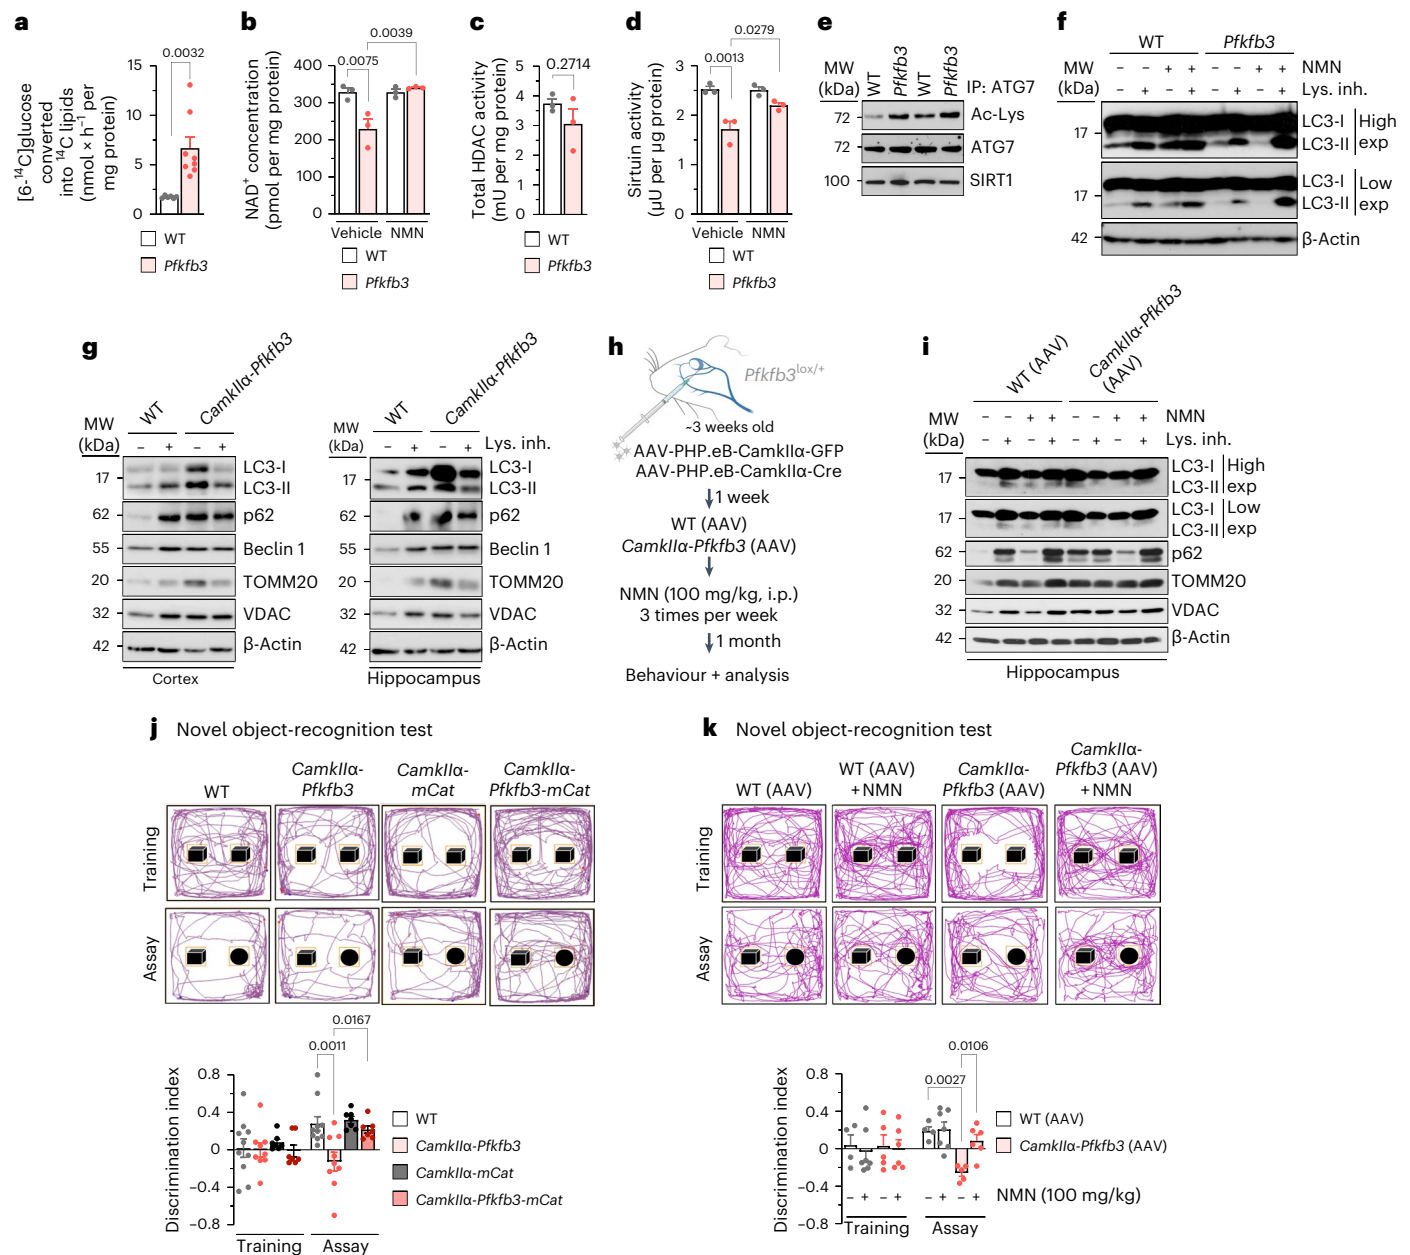 a
[6-¹⁴C]glucose
converted
into ¹⁴C lipids
(nmol × h⁻¹ per
mg protein)
15
10
5
0
0.0032
WT
Pfkfb3
b
NAD⁺ concentration
(pmol per mg protein)
400
300
200
100
0
0.0075
0.0039
Vehicle NMN
WT
Pfkfb3
c
Total HDAC activity
(mU per mg protein)
5
4
3
2
1
0
0.2714
WT
Pfkfb3
d
Sirtuin activity
(µU per µg protein)
3
2
1
0
0.0013
0.0279
Vehicle NMN
WT
Pfkfb3
e
MW
(kDa)
WT
Pfkfb3
WT
Pfkfb3
IP: ATG7
72 Ac-Lys
72 ATG7
100 SIRT1
f
WT Pfkfb3
MW
(kDa)
– – + + – – + + NMN
– + – + – + – + Lys. inh.
17
LC3-I
LC3-II
High
exp
17
LC3-I
LC3-II
Low
exp
42 β-Actin
g
MW
(kDa)
WT
CamkIIα-Pfkfb3
– + – +
17
LC3-I
LC3-II
62 p62
55 Beclin 1
20 TOMM20
32 VDAC
42 β-Actin
Cortex
MW
(kDa)
WT
CamkIIα-Pfkfb3
– + – + Lys. inh.
17
LC3-I
LC3-II
62 p62
55 Beclin 1
20 TOMM20
32 VDAC
42 β-Actin
Hippocampus
h
Pfkfb3lox/+
~3 weeks old
AAV-PHP.eB-CamkIIα-GFP
AAV-PHP.eB-CamkIIα-Cre
1 week
WT (AAV)
CamkIIα-Pfkfb3 (AAV)
NMN (100 mg/kg, i.p.)
3 times per week
1 month
Behaviour + analysis
i
WT (AAV)
CamkIIα-Pfkfb3
(AAV)
MW
(kDa)
– – + + – – + + NMN
– + – + – + – + Lys. inh.
17
LC3-I
LC3-II
High
exp
17
LC3-I
LC3-II
Low
exp
62 p62
20 TOMM20
32 VDAC
42 β-Actin
Hippocampus
j Novel object-recognition test
WT
CamkIIα-
Pfkfb3
CamkIIα-
mCat
CamkIIα-
Pfkfb3-mCat
Training
Assay
Discrimination index
0.8
0.4
0
–0.4
–0.8
0.0011
0.0167
Training Assay
WT
CamkIIα-Pfkfb3
CamkIIα-mCat
CamkIIα-Pfkfb3-mCat
k Novel object-recognition test
WT (AAV)
WT (AAV)
+ NMN
CamkIIα-
Pfkfb3 (AAV)
CamkIIα-
Pfkfb3 (AAV)
+ NMN
Training
Assay
Discrimination index
0.8
0.4
0
–0.4
–0.8
0.0027
0.0106
– + – + – + – + NMN (100 mg/kg)
Training Assay
WT (AAV)
CamkIIα-Pfkfb3 (AAV)